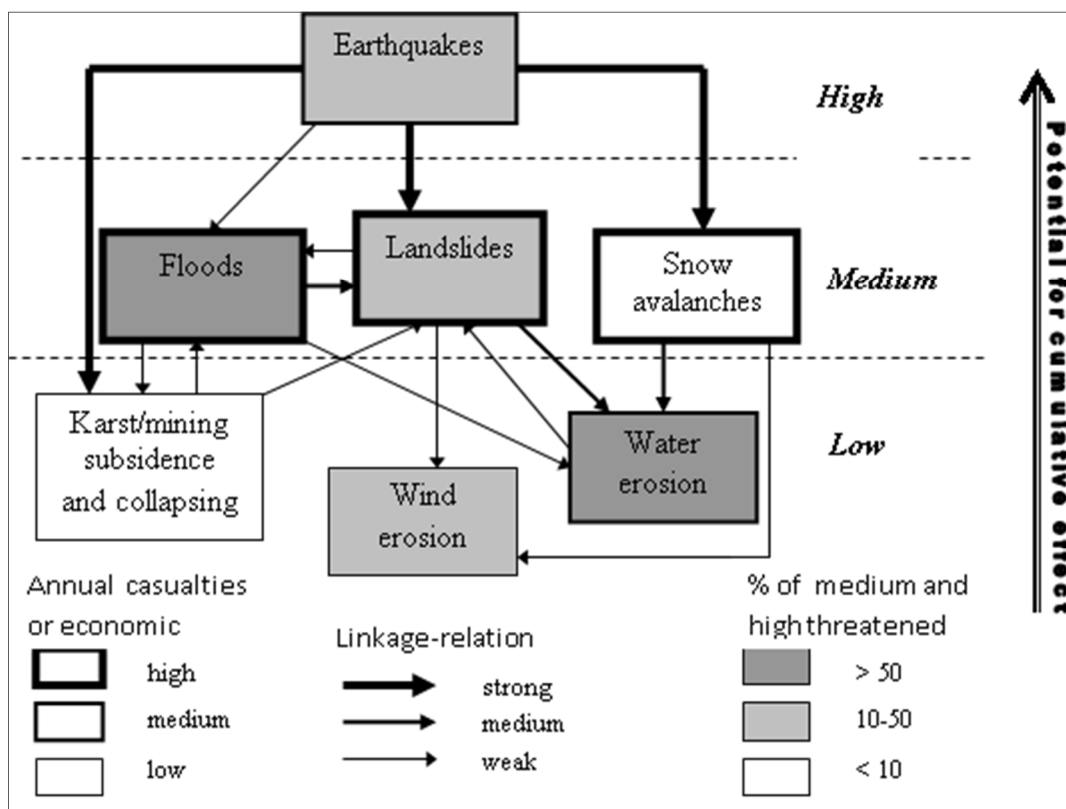 Earthquakes
High
Floods
Landslides
Snow
avalanches
Medium
Karst/mining
subsidence
and collapsing
Wind
erosion
Water
erosion
Low
Potential for cumulative effect
Annual casualties
or economic
high
medium
low
Linkage-relation
strong
medium
weak
% of medium and
high threatened
> 50
10-50
< 10